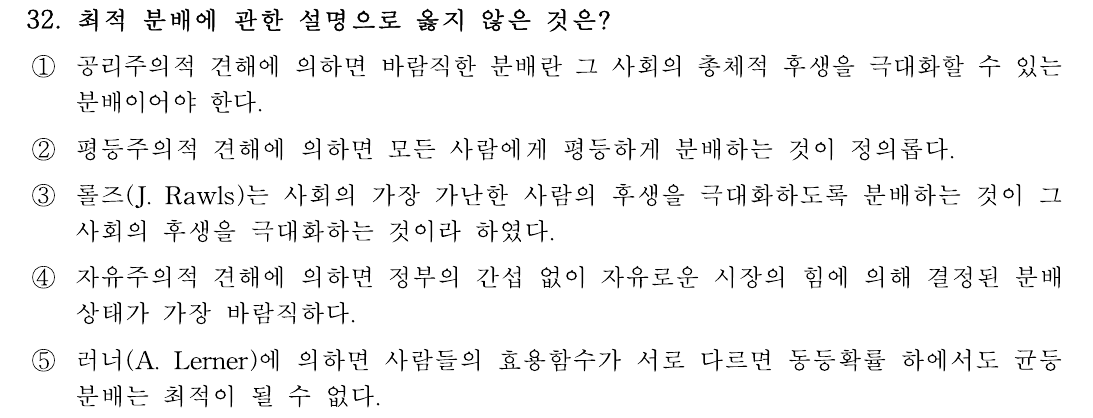 32. 최적 분배에 관한 설명으로 옳지 않은 것은?
① 공리주의적 견해에 의하면 바람직한 분배란 그 사회의 총체적 후생을 극대화할 수 있는
분배이어야 한다.
② 평등주의적 견해에 의하면 모든 사람에게 평등하게 분배하는 것이 정의롭다.
③ 롤즈(J. Rawls)는 사회의 가장 가난한 사람의 후생을 극대화하도록 분배하는 것이 그
사회의 후생을 극대화하는 것이라 하였다.
④ 자유주의적 견해에 의하면 정부의 간섭 없이 자유로운 시장의 힘에 의해 결정된 분배
상태가 가장 바람직하다.
⑤ 러너(A. Lerner)에 의하면 사람들의 효용함수가 서로 다르면 동등확률 하에서도 균등
분배는 최적이 될 수 없다.